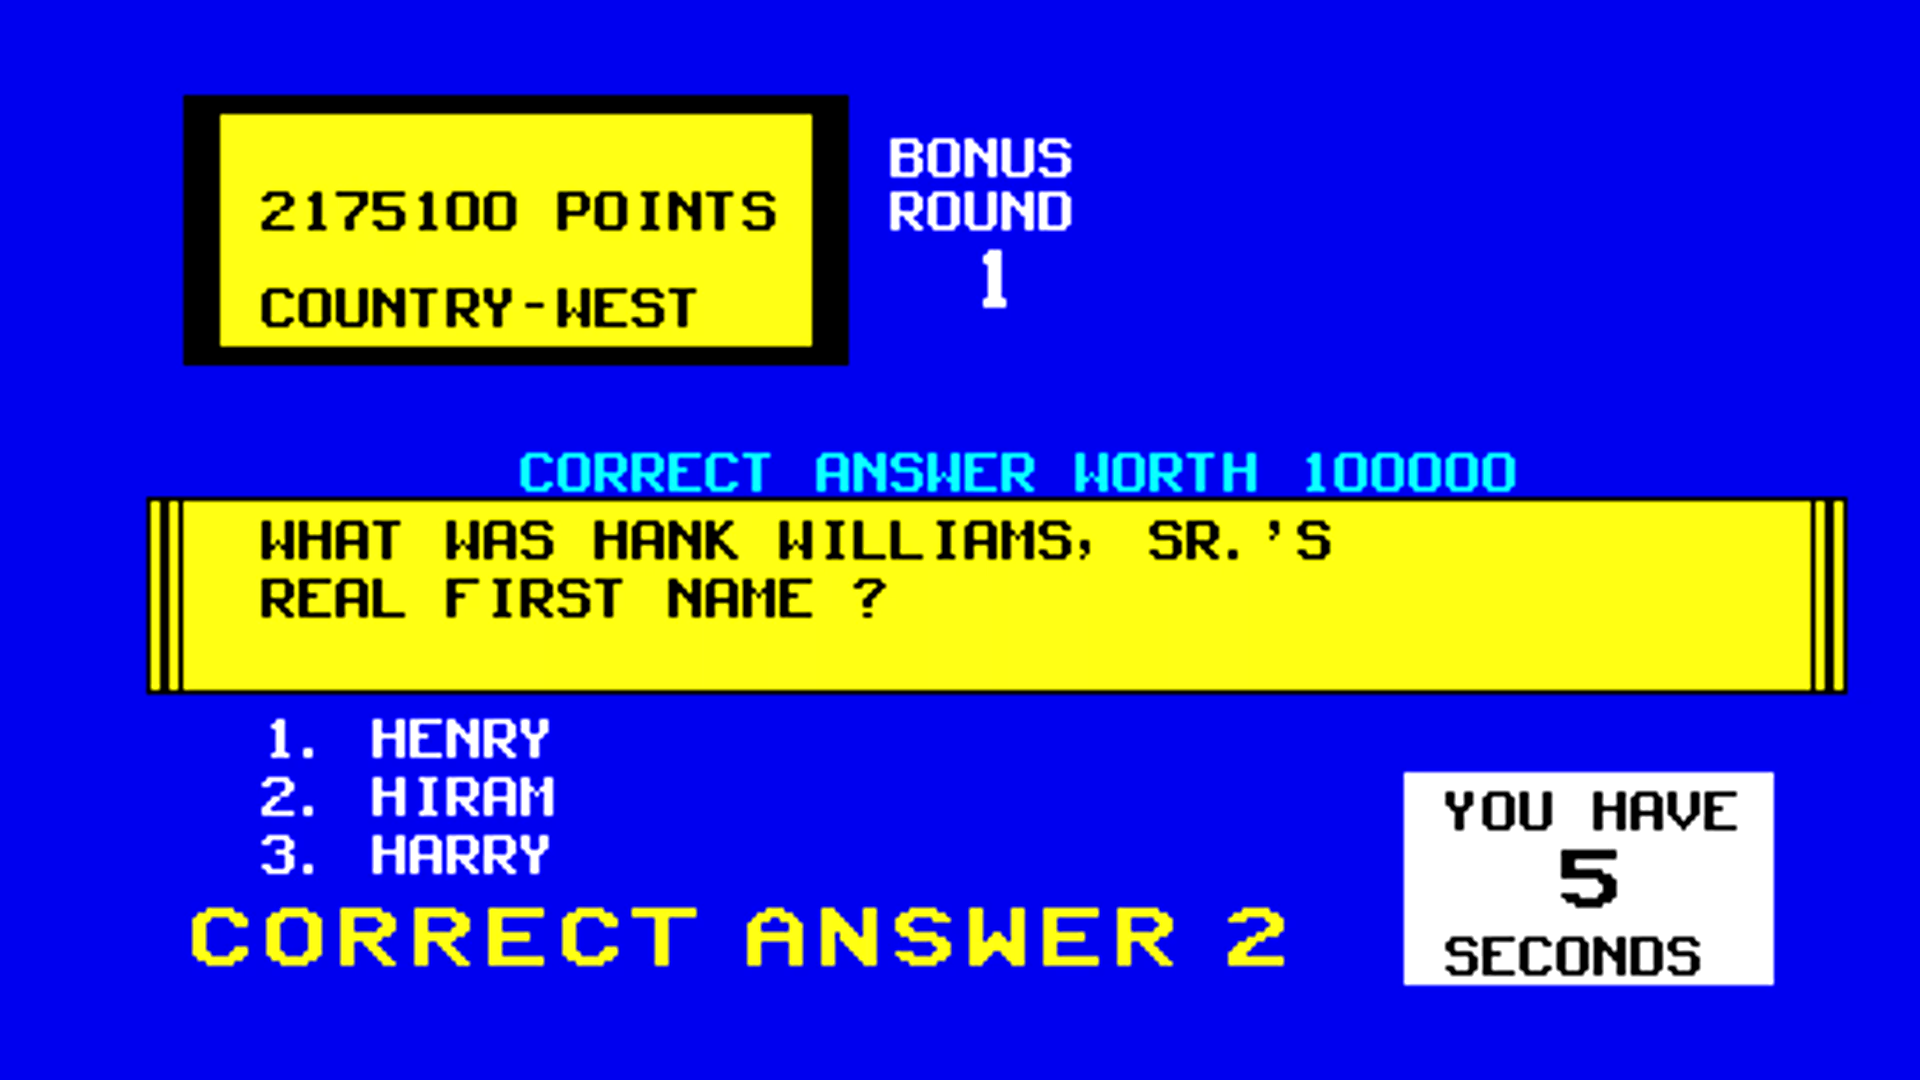 2175100 POINTS
COUNTRY-WEST
BONUS
ROUND
1
CORRECT ANSWER WORTH 100000
WHAT WAS HANK WILLIAMS, SR.'S
REAL FIRST NAME ?
1. HENRY
2. HIRAM
3. HARRY
CORRECT ANSWER 2
YOU HAVE
5
SECONDS